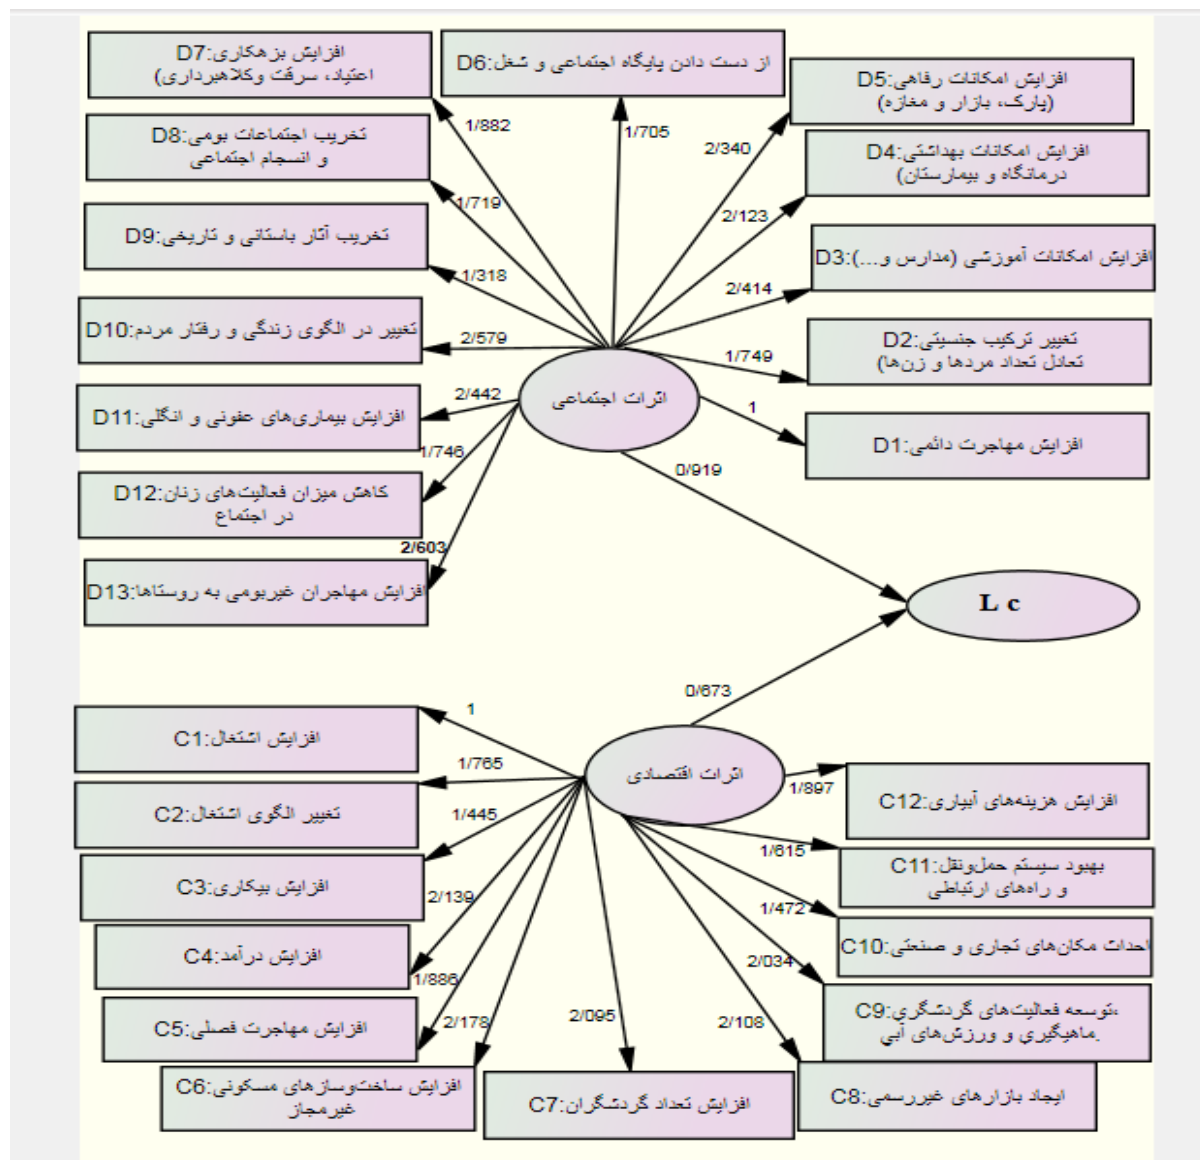 D7:افزایش بزهکاری
(اعتیاد، سرقت وکلاهبرداری
1/882
D6:از دست دادن پایگاه اجتماعی و شغل
1/705
D5:افزایش امکانات رفاهی
(پارک، بازار و مغازه)
2/340
D8:تخریب اجتماعات بومی
و انسجام اجتماعی
1/719
D4:افزایش امکانات بهداشتی
(درمانگاه و بیمارستان
2/123
D9:تخریب آثار باستانی و تاریخی
1/318
D3:افزایش امکانات آموزشی (مدارس و...)
2/414
D10:تغییر در الگوی زندگی و رفتار مردم
2/579
D2:تغییر ترکیب جنسیتی
(تعادل تعداد مردها و زن‌ها
1/749
اثرات اجتماعی
D11:افزایش بیماری‌های عفونی و انگلی
2/442
D1:افزایش مهاجرت دائمی
1
D12:کاهش میزان فعالیت‌های زنان
در اجتماع
1/746
0/919
D13:افزایش مهاجران غیربومی به روستاها
2/603
L c
0/673
C1:افزایش اشتغال
1
اثرات اقتصادی
C2:تغییر الگوی اشتغال
1/765
C12:افزایش هزینه‌های آبیاری
1/897
C3:افزایش بیکاری
1/445
C11:بهبود سیستم حمل‌ونقل
و راه‌های ارتباطی
1/615
C4:افزایش درآمد
2/139
C10:احداث مکان‌های تجاری و صنعتی
1/472
C5:افزایش مهاجرت فصلی
1/886
C9:توسعه فعالیت‌های گردشگري،
ماهیگیري و ورزش‌های آبي.
2/034
C6:افزایش ساخت‌وسازهای مسکونی
غیرمجاز
2/178
C7:افزایش تعداد گردشگران
2/095
C8:ایجاد بازارهای غیررسمی
2/108